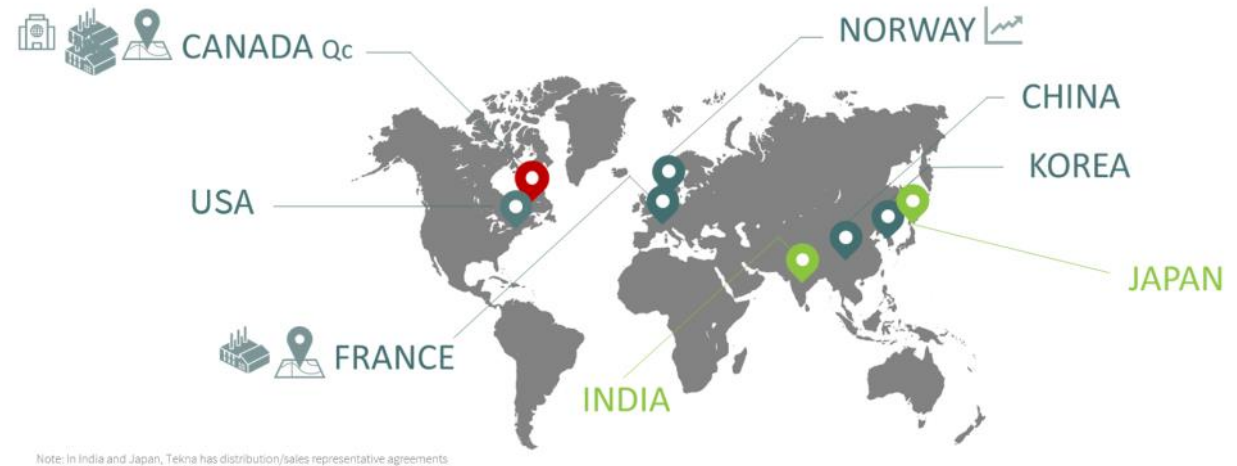 CANADA Qc
NORWAY
CHINA
KOREA
USA
JAPAN
FRANCE
INDIA
Note: In India and Japan, Tekna has distribution/sales representative agreements